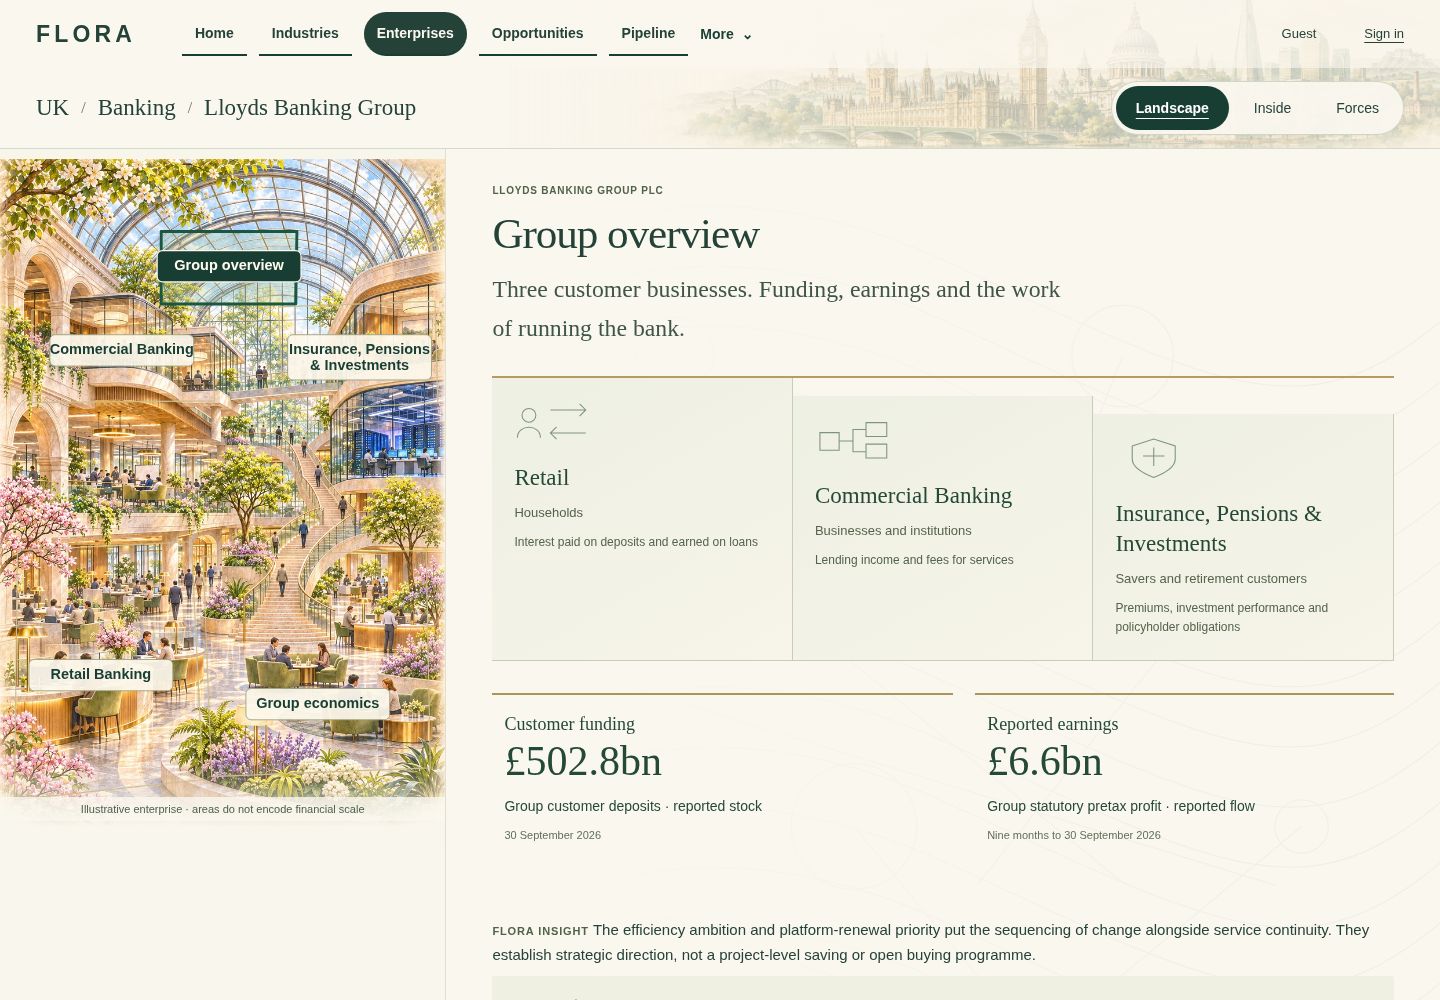 FLORA
Home
Industries
Enterprises
Opportunities
Pipeline
More
Guest
Sign in
UK / Banking / Lloyds Banking Group
Landscape
Inside
Forces
Group overview
Commercial Banking
Insurance, Pensions
& Investments
Retail Banking
Group economics
Illustrative enterprise · areas do not encode financial scale
LLOYDS BANKING GROUP PLC
Group overview
Three customer businesses. Funding, earnings and the work
of running the bank.
Retail
Households
Interest paid on deposits and earned on loans
Commercial Banking
Businesses and institutions
Lending income and fees for services
Insurance, Pensions &
Investments
Savers and retirement customers
Premiums, investment performance and
policyholder obligations
Customer funding
£502.8bn
Group customer deposits · reported stock
30 September 2026
Reported earnings
£6.6bn
Group statutory pretax profit · reported flow
Nine months to 30 September 2026
FLORA INSIGHT The efficiency ambition and platform-renewal priority put the sequencing of change alongside service continuity. They
establish strategic direction, not a project-level saving or open buying programme.